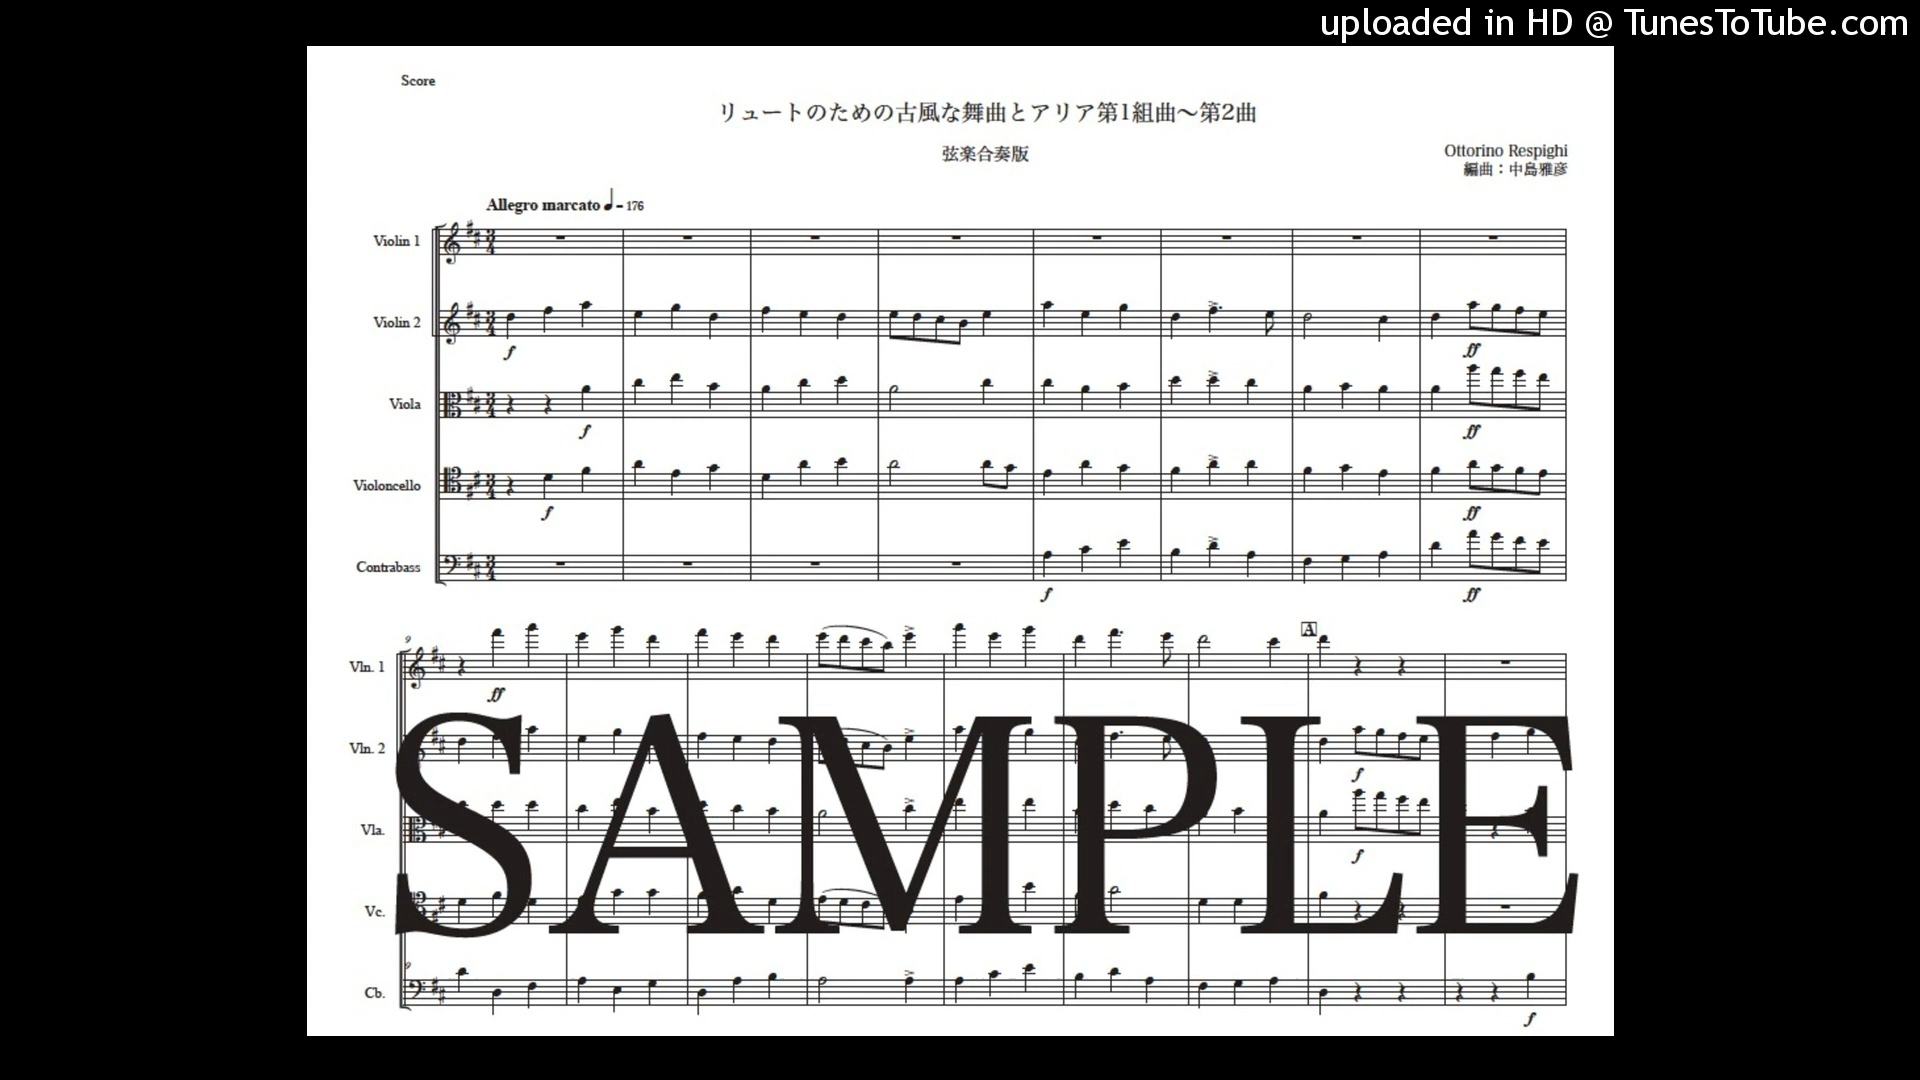 uploaded in HD @ TunesToTube.com
Score
リュートのための古風な舞曲とアリア第1組曲～第2曲
弦楽合奏版
Ottorino Respighi
編曲：中島雅彦
Allegro marcato ♩= 176
Violin 1
Violin 2
f
ff
Viola
f
ff
Violoncello
f
ff
Contrabass
f
ff
9
A
Vln. 1
ff
Vln. 2
f
Vla.
f
Vc.
9
Cb.
f
SAMPLE